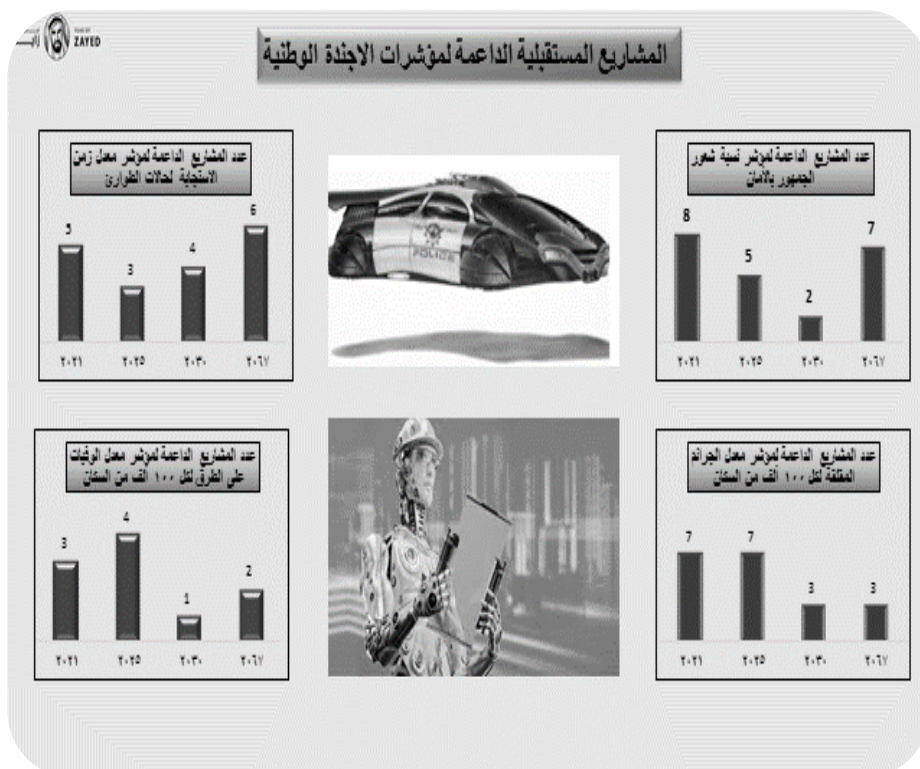 YEAR OF
ZAYED
المشاريع المستقبلية الداعمة لمؤشرات الاجندة الوطنية
عدد المشاريع الداعمة لمؤشر نسبة شعور
الجمهور بالأمان
8
5
2
7
٢٠٢١
٢٠٢٥
٢٠٣٠
٢٠٦٧
عدد المشاريع الداعمة لمؤشر معدل زمن
الاستجابة لحالات الطوارئ
5
3
4
6
٢٠٢١
٢٠٢٥
٢٠٣٠
٢٠٦٧
POLICE
عدد المشاريع الداعمة لمؤشر معدل الجرائم
المقلقة لكل ١٠٠ ألف من السكان
7
7
3
3
٢٠٢١
٢٠٢٥
٢٠٣٠
٢٠٦٧
عدد المشاريع الداعمة لمؤشر معدل الوفيات
على الطرق لكل ١٠٠ ألف من السكان
3
4
1
2
٢٠٢١
٢٠٢٥
٢٠٣٠
٢٠٦٧